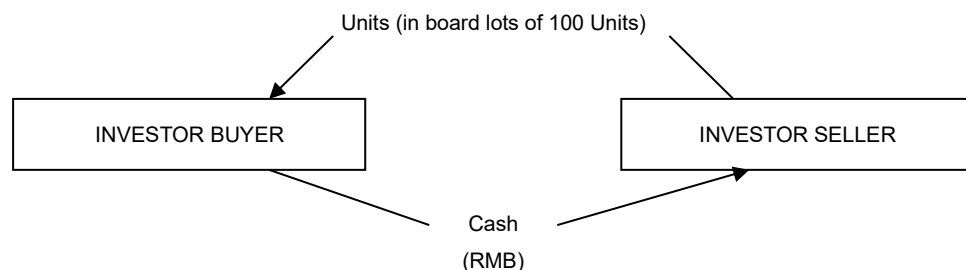 Units (in board lots of 100 Units)
INVESTOR BUYER
INVESTOR SELLER
Cash
(RMB)